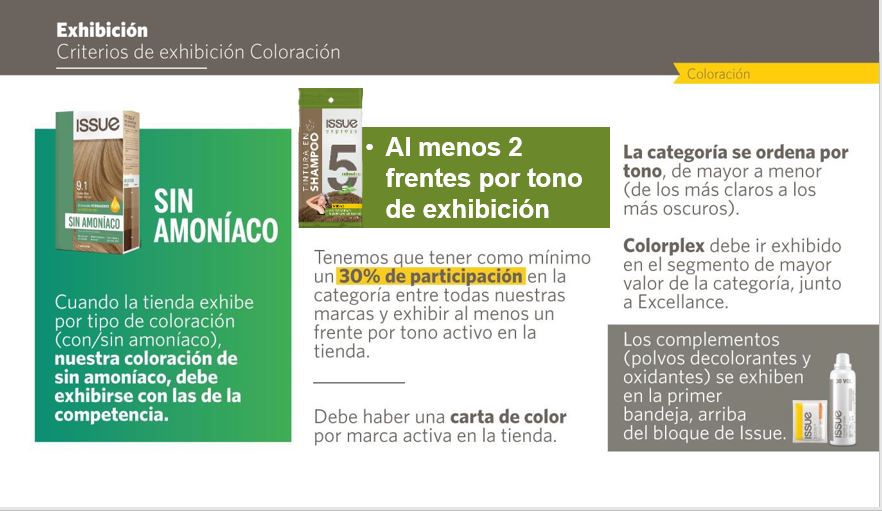 Exhibición
Criterios de exhibición Coloración
Coloración
issue
9.1
SIN AMONÍACO
SIN
AMONÍACO
Cuando la tienda exhibe
por tipo de coloración
(con/sin amoníaco),
nuestra coloración de
sin amoníaco, debe
exhibirse con las de la
competencia.
TINTURA EN
SHAMPOO
issue
express
5
minutos
• Al menos 2
frentes por tono
de exhibición
Tenemos que tener como mínimo
un 30% de participación en la
categoría entre todas nuestras
marcas y exhibir al menos un
frente por tono activo en la
tienda.
Debe haber una carta de color
por marca activa en la tienda.
La categoría se ordena por
tono, de mayor a menor
(de los más claros a los
más oscuros).
Colorplex debe ir exhibido
en el segmento de mayor
valor de la categoría, junto
a Excellance.
Los complementos
(polvos decolorantes y
oxidantes) se exhiben
en la primer
bandeja, arriba
del bloque de Issue.
issue
30 VOL
issue